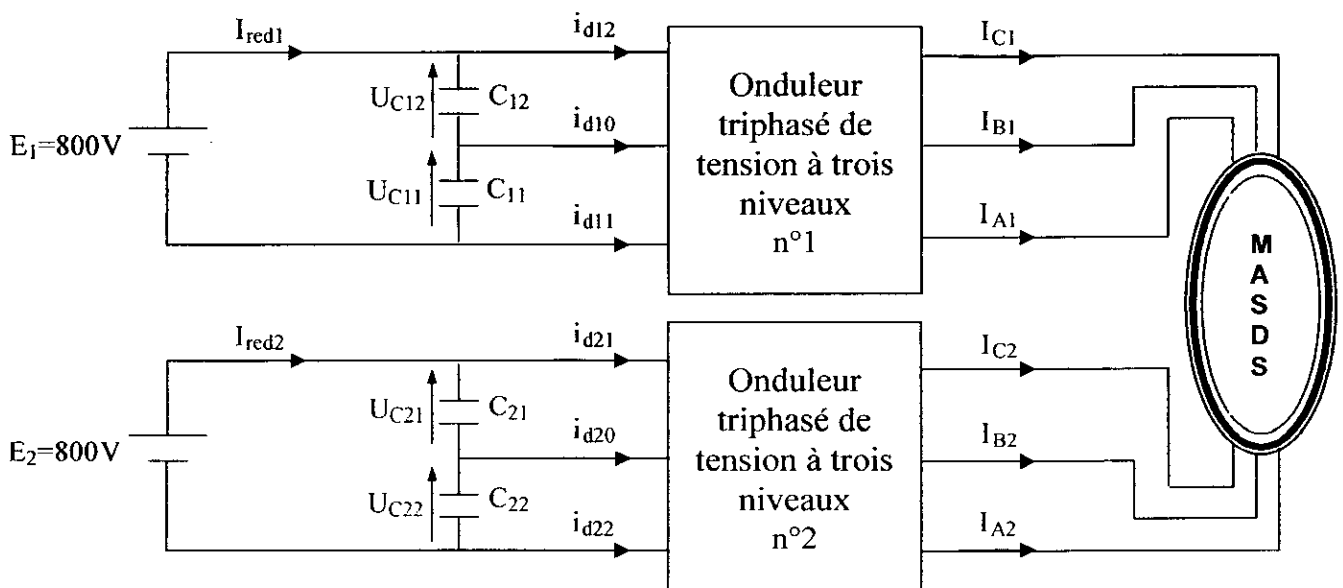 I_red1
i_d12
I_C1
U_C12
C_12
i_d10
I_B1
E_1=800V
U_C11
C_11
i_d11
I_A1
Onduleur
triphasé de
tension à trois
niveaux
n°1
M
A
S
D
S
I_red2
i_d21
I_C2
U_C21
C_21
i_d20
I_B2
E_2=800V
U_C22
C_22
i_d22
I_A2
Onduleur
triphasé de
tension à trois
niveaux
n°2